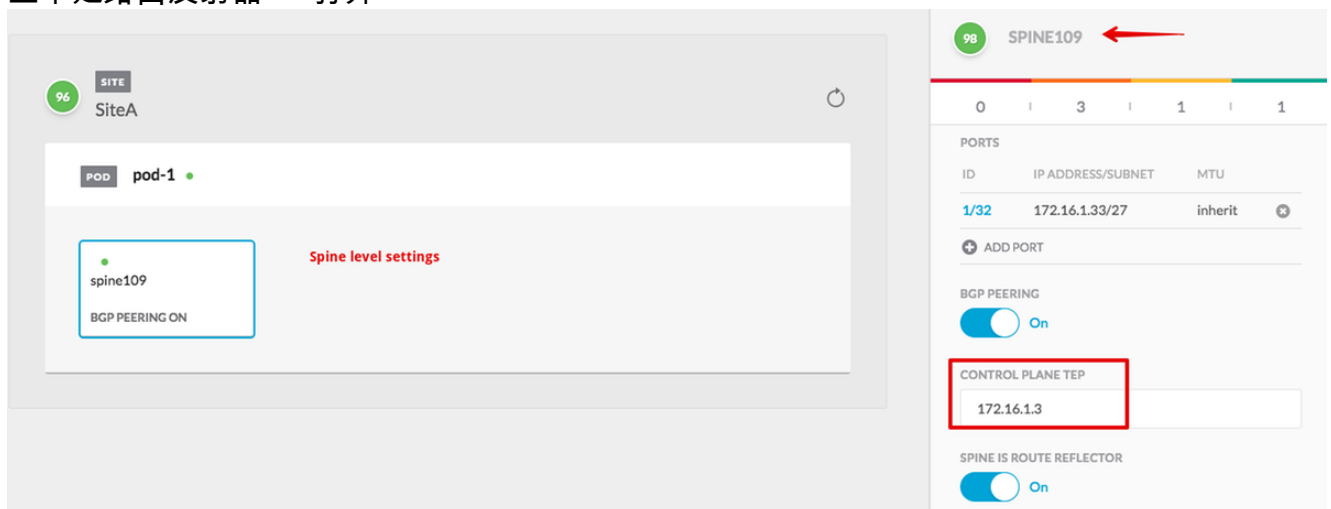 96
SITE
SiteA
POD pod-1
spine109
BGP PEERING ON
Spine level settings
98 SPINE109
0 3 1 1
PORTS
ID IP ADDRESS/SUBNET MTU
1/32 172.16.1.33/27 inherit
ADD PORT
BGP PEERING
On
CONTROL PLANE TEP
172.16.1.3
SPINE IS ROUTE REFLECTOR
On